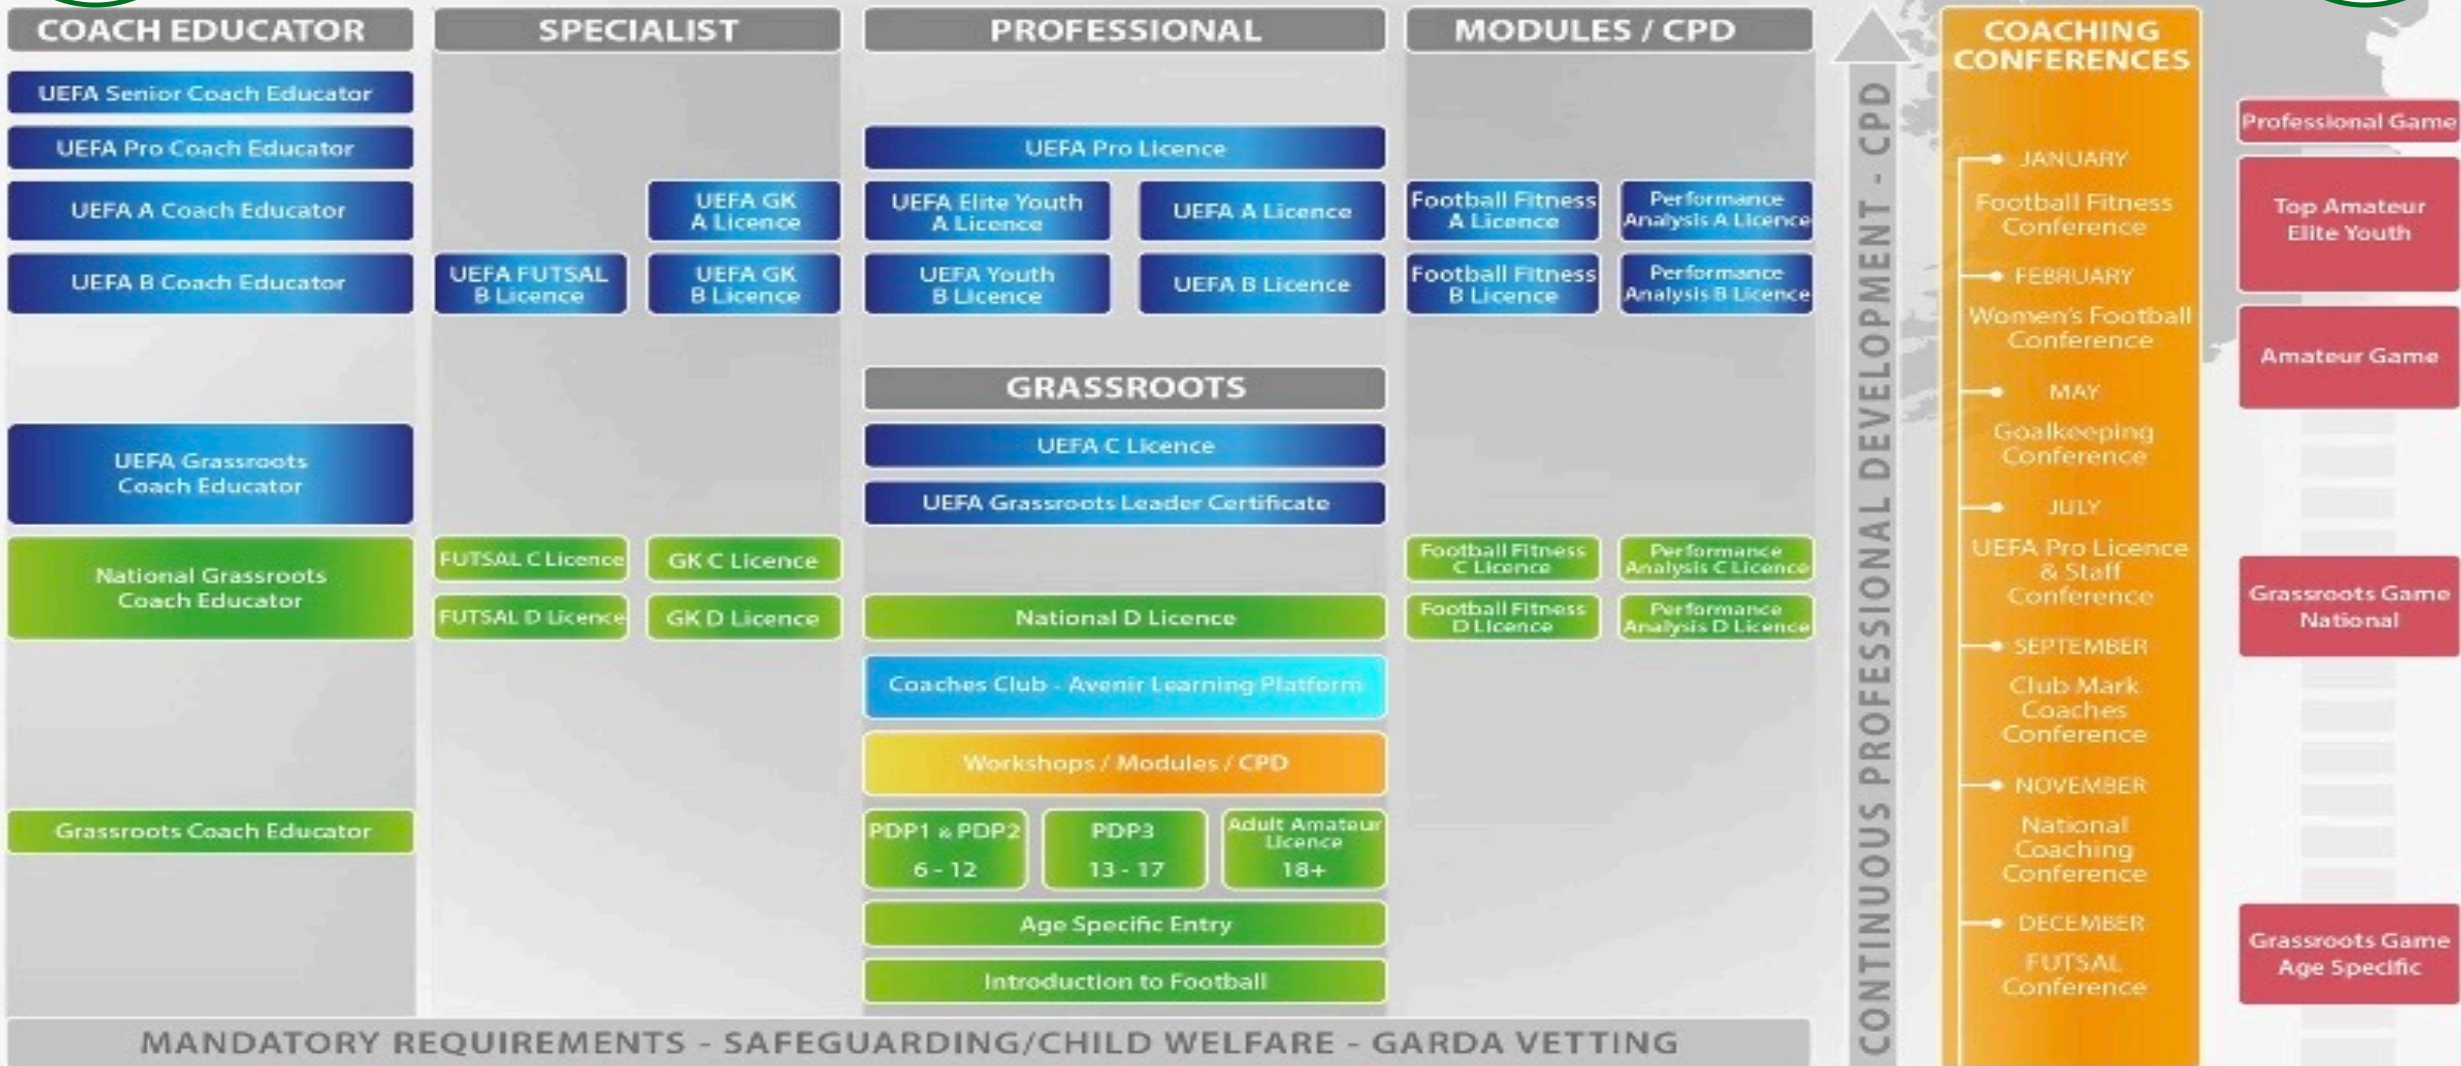 COACH EDUCATOR
UEFA Senior Coach Educator
UEFA Pro Coach Educator
UEFA A Coach Educator
UEFA B Coach Educator
UEFA Grassroots
Coach Educator
National Grassroots
Coach Educator
Grassroots Coach Educator
SPECIALIST
UEFA GK
A Licence
UEFA FUTSAL
B Licence
UEFA GK
B Licence
FUTSAL C Licence
GK C Licence
FUTSAL D Licence
GK D Licence
PROFESSIONAL
UEFA Pro Licence
UEFA Elite Youth
A Licence
UEFA A Licence
UEFA Youth
B Licence
UEFA B Licence
GRASSROOTS
UEFA C Licence
UEFA Grassroots Leader Certificate
National D Licence
Coaches Club - Avenir Learning Platform
Workshops / Modules / CPD
PDP1 & PDP2
6 - 12
PDP3
13 - 17
Adult Amateur
Licence
18+
Age Specific Entry
Introduction to Football
MODULES / CPD
Football Fitness
A Licence
Performance
Analysis A Licence
Football Fitness
B Licence
Performance
Analysis B Licence
Football Fitness
C Licence
Performance
Analysis C Licence
Football Fitness
D Licence
Performance
Analysis D Licence
MANDATORY REQUIREMENTS - SAFEGUARDING/CHILD WELFARE - GARDA VETTING
CONTINUOUS PROFESSIONAL DEVELOPMENT - CPD
COACHING
CONFERENCES
JANUARY
Football Fitness
Conference
FEBRUARY
Women's Football
Conference
MAY
Goalkeeping
Conference
JULY
UEFA Pro Licence
& Staff
Conference
SEPTEMBER
Club Mark
Coaches
Conference
NOVEMBER
National
Coaching
Conference
DECEMBER
FUTSAL
Conference
Professional Game
Top Amateur
Elite Youth
Amateur Game
Grassroots Game
National
Grassroots Game
Age Specific